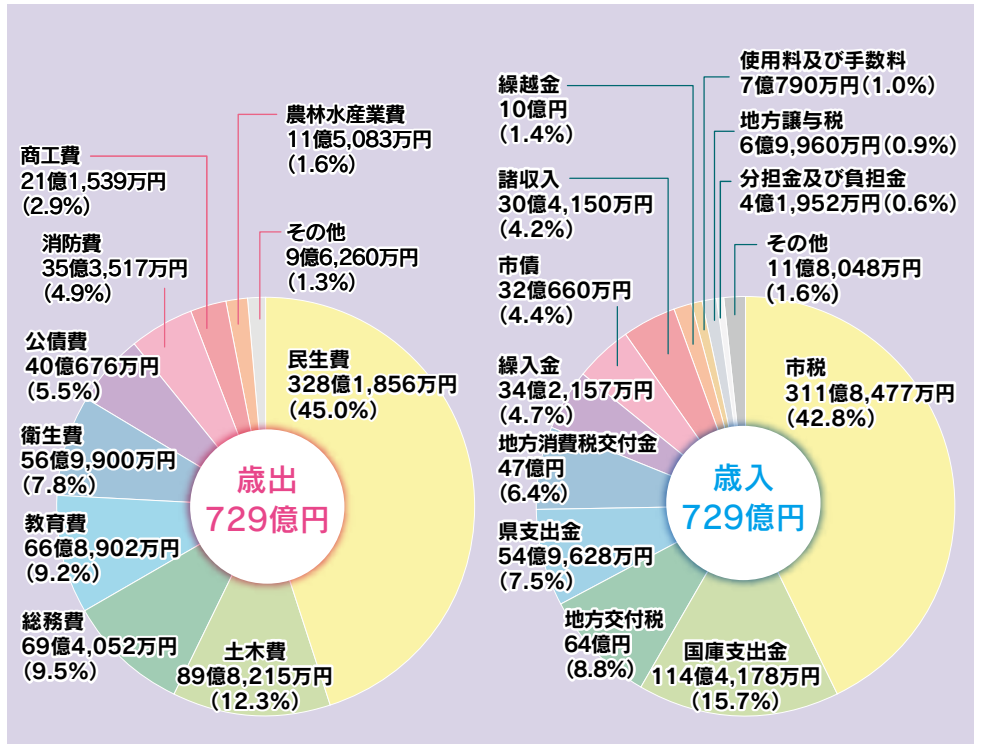 歳出
729億円
民生費
328億1,856万円
(45.0%)
土木費
89億8,215万円
(12.3%)
総務費
69億4,052万円
(9.5%)
教育費
66億8,902万円
(9.2%)
衛生費
56億9,900万円
(7.8%)
公債費
40億676万円
(5.5%)
消防費
35億3,517万円
(4.9%)
商工費
21億1,539万円
(2.9%)
農林水産業費
11億5,083万円
(1.6%)
その他
9億6,260万円
(1.3%)
歳入
729億円
市税
311億8,477万円
(42.8%)
国庫支出金
114億4,178万円
(15.7%)
地方交付税
64億円
(8.8%)
県支出金
54億9,628万円
(7.5%)
地方消費税交付金
47億円
(6.4%)
繰入金
34億2,157万円
(4.7%)
市債
32億660万円
(4.4%)
諸収入
30億4,150万円
(4.2%)
繰越金
10億円
(1.4%)
使用料及び手数料
7億790万円(1.0%)
地方譲与税
6億9,960万円(0.9%)
分担金及び負担金
4億1,952万円(0.6%)
その他
11億8,048万円
(1.6%)